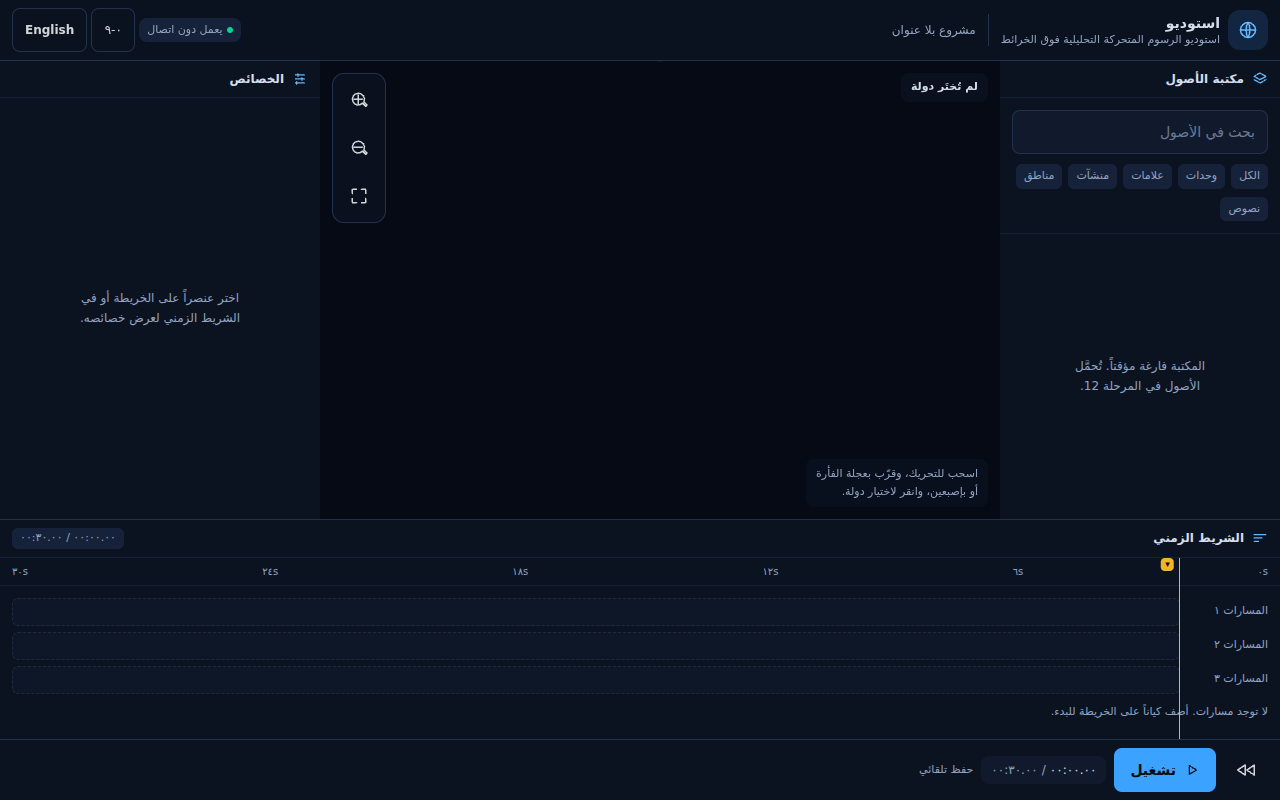 استوديو
استوديو الرسوم المتحركة التحليلية فوق الخرائط
مشروع بلا عنوان
يعمل دون اتصال
٠-٩
English
مكتبة الأصول
بحث في الأصول
الكل
وحدات
علامات
منشآت
مناطق
نصوص
المكتبة فارغة مؤقتاً. تُحمَّل
الأصول في المرحلة 12.
لم تُختَر دولة
اسحب للتحريك، وقرّب بعجلة الفأرة
أو بإصبعين، وانقر لاختيار دولة.
الخصائص
اختر عنصراً على الخريطة أو في
الشريط الزمني لعرض خصائصه.
الشريط الزمني
٠٠:٠٠.٠٠ / ٠٠:٣٠.٠٠
٠s
٦s
١٢s
١٨s
٢٤s
٣٠s
المسارات ١
المسارات ٢
المسارات ٣
لا توجد مسارات. أضف كياناً على الخريطة للبدء.
تشغيل
٠٠:٠٠.٠٠ / ٠٠:٣٠.٠٠
حفظ تلقائي